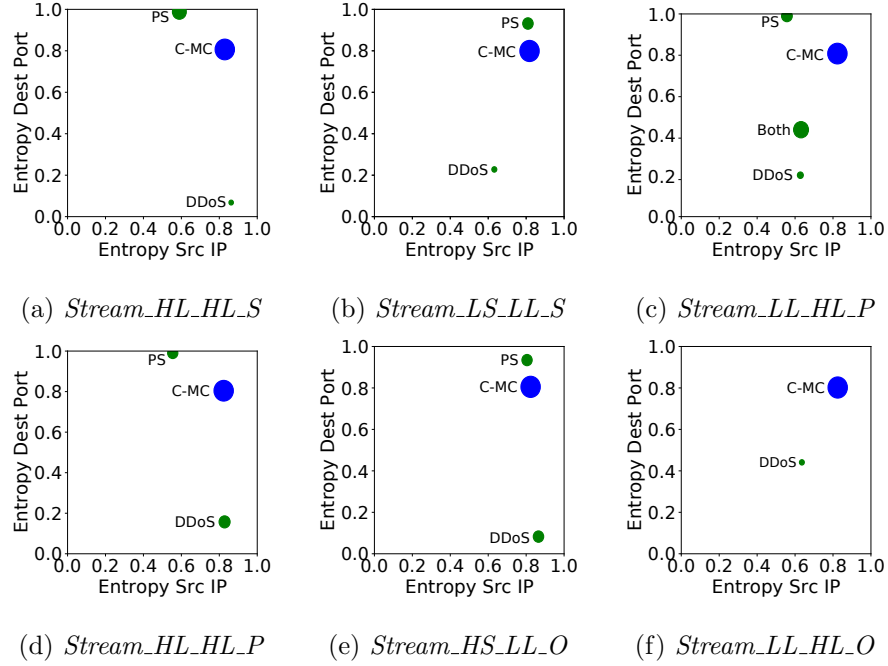 Entropy Dest Port
1.0
0.8
0.6
0.4
0.2
0.0
PS
C-MC
DDoS
0.0 0.2 0.4 0.6 0.8 1.0
Entropy Src IP
(a) Stream_HL_HL_S
Entropy Dest Port
1.0
0.8
0.6
0.4
0.2
0.0
PS
C-MC
DDoS
0.0 0.2 0.4 0.6 0.8 1.0
Entropy Src IP
(b) Stream_LS_LL_S
Entropy Dest Port
1.0
0.8
0.6
0.4
0.2
0.0
PS
C-MC
Both
DDoS
0.0 0.2 0.4 0.6 0.8 1.0
Entropy Src IP
(c) Stream_LL_HL_P
Entropy Dest Port
1.0
0.8
0.6
0.4
0.2
0.0
PS
C-MC
DDoS
0.0 0.2 0.4 0.6 0.8 1.0
Entropy Src IP
(d) Stream_HL_HL_P
Entropy Dest Port
1.0
0.8
0.6
0.4
0.2
0.0
PS
C-MC
DDoS
0.0 0.2 0.4 0.6 0.8 1.0
Entropy Src IP
(e) Stream_HS_LL_O
Entropy Dest Port
1.0
0.8
0.6
0.4
0.2
0.0
C-MC
DDoS
0.0 0.2 0.4 0.6 0.8 1.0
Entropy Src IP
(f) Stream_LL_HL_O